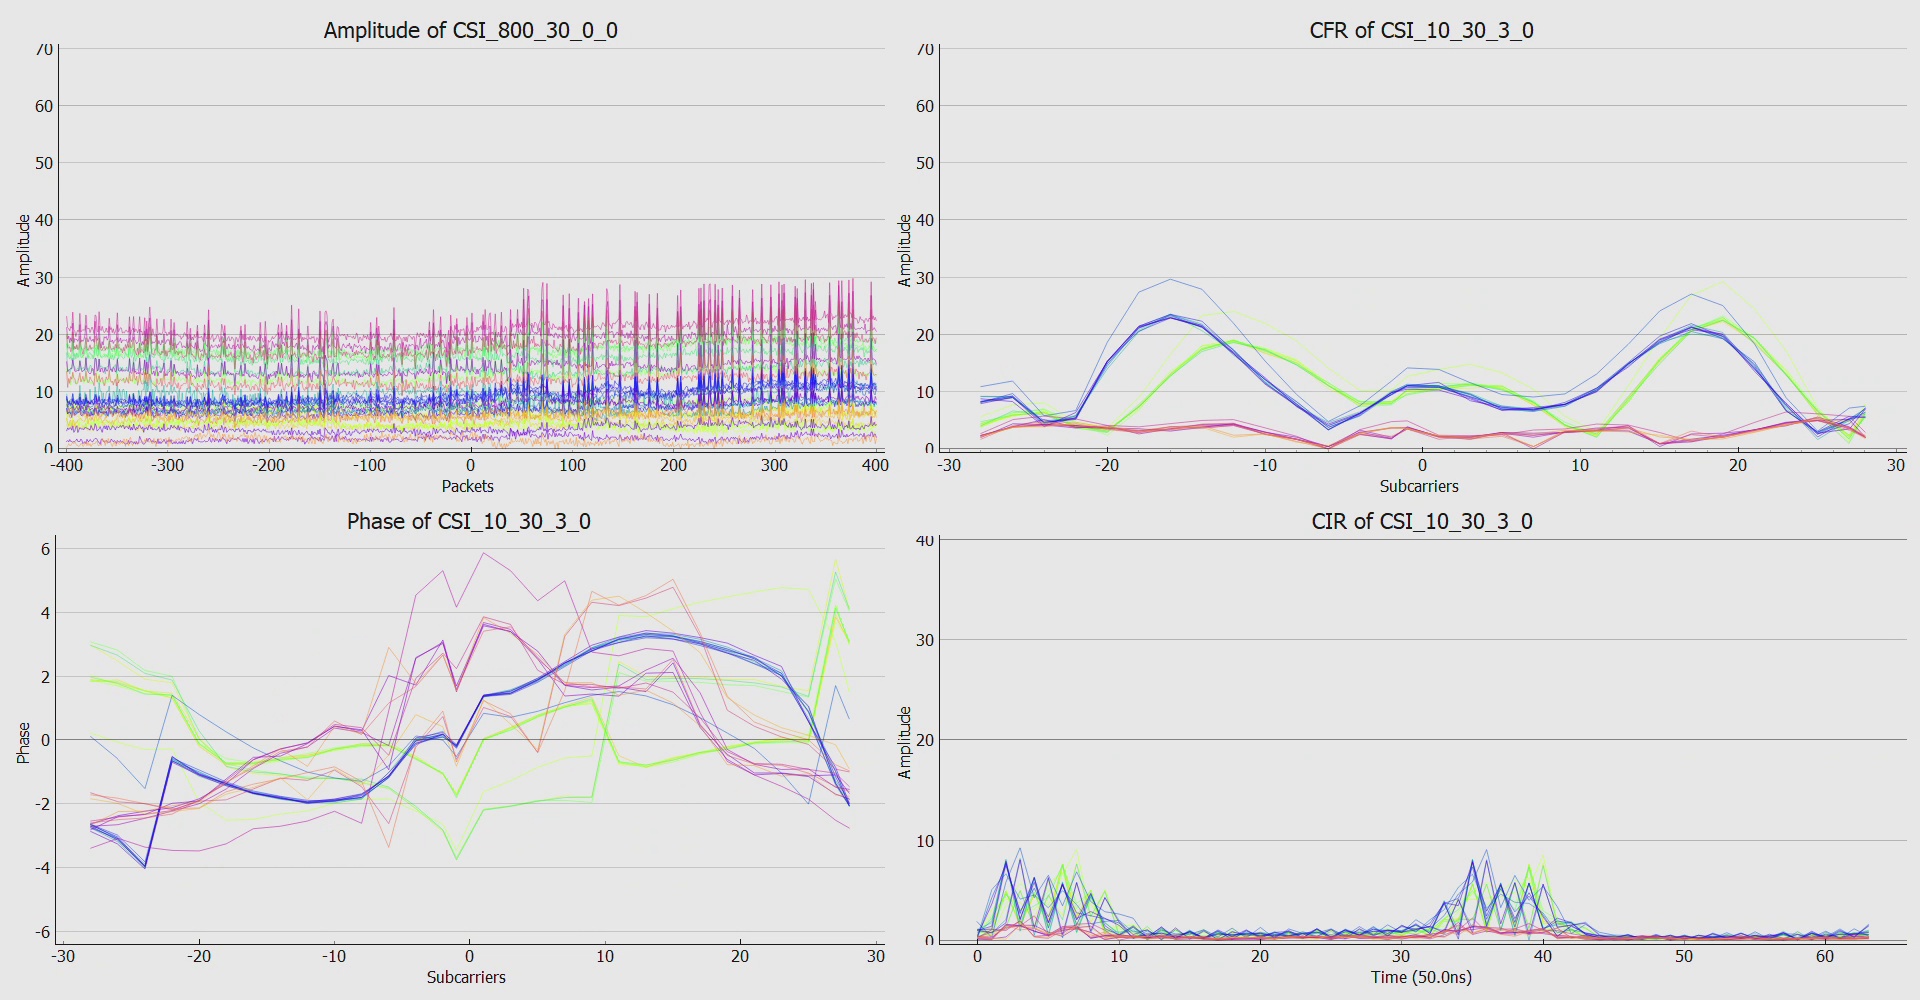 Amplitude of CSI_800_30_0_0
70
60
50
40
30
20
10
0
Amplitude
-400 -300 -200 -100 0 100 200 300 400
Packets
CFR of CSI_10_30_3_0
70
60
50
40
30
20
10
0
Amplitude
-30 -20 -10 0 10 20 30
Subcarriers
Phase of CSI_10_30_3_0
6
4
2
0
-2
-4
-6
Phase
-30 -20 -10 0 10 20 30
Subcarriers
CIR of CSI_10_30_3_0
40
30
20
10
0
Amplitude
0 10 20 30 40 50 60
Time (50.0ns)